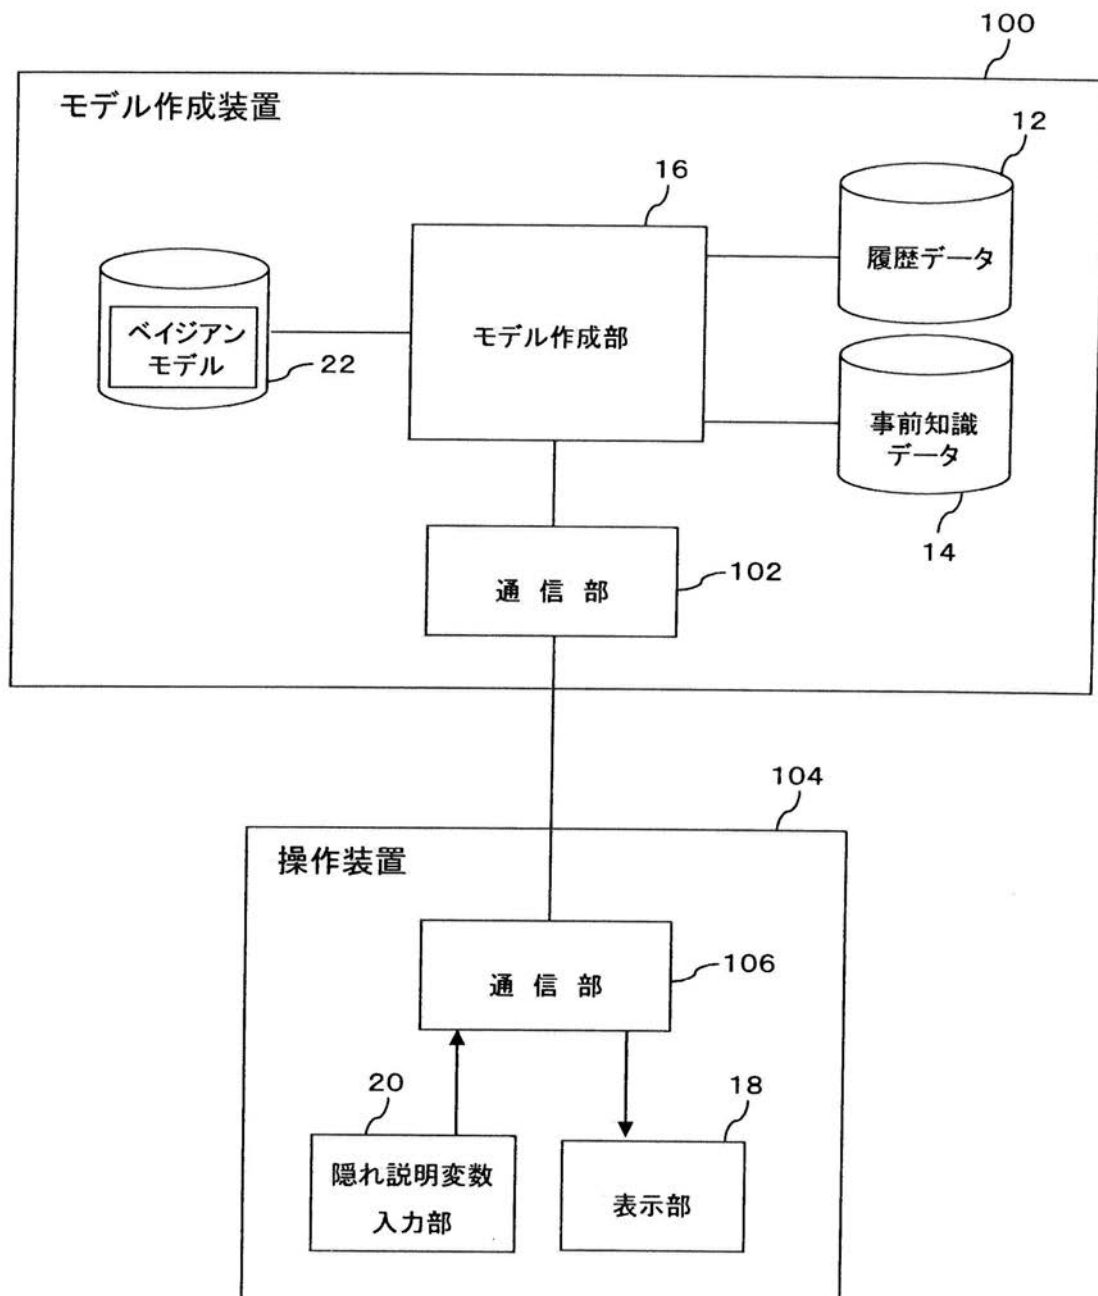 100
モデル作成装置
12
16
履歴データ
ベイジアン
モデル
22
モデル作成部
事前知識
データ
14
通 信 部
102
104
操作装置
通 信 部
106
20
18
隠れ説明変数
入力部
表示部